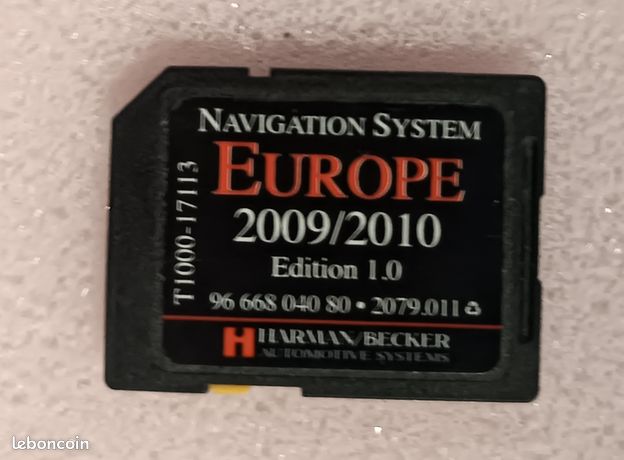 NAVIGATION SYSTEM
EUROPE
2009/2010
Edition 1.0
96 668 040 80 • 2079.011
HARMAN/BECKER
AUTOMOTIVE SYSTEMS
T1000-17113
leboncoin